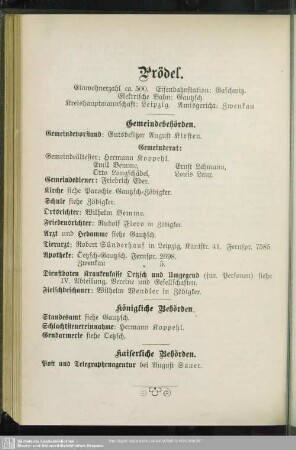 Prödel.
Einwohnerzahl ca. 500. Eisenbahnstation: Gaschwitz.
Elektrische Bahn: Gautzsch
Kreishauptmannschaft: Leipzig. Amtsgericht: Zwenkau
Gemeindebehörden.
Gemeindevorstand: Gutsbesitzer August Kirsten.
Gemeinderat:
Gemeindeältester: Hermann Koppehl.
Emil Bemme, Ernst Lehmann,
Otto Langschädel, Louis Lang.
Gemeindediener: Friedrich Eder.
Kirche siehe Parochie Gautzsch-Zöbigker.
Schule siehe Zöbigker.
Ortsrichter: Wilhelm Bemme.
Friedensrichter: Rudolf in Zöbigker.
Arzt und Hebamme siehe Gautzsch.
Tierarzt: Robert Sünderhauf in Leipzig, 41. Fernspr. 7585
Apotheke: Oetzsch-Gautzsch. Fernspr. 2098.
Zwenkau „ 5.
Dienstboten Krankenkasse Oetzsch und Umgegend (jur. Personen) siehe
IV. Abteilung, Vereine und Gesellschaften.
Fleischbeschauer: Wilhelm Wendler in Zöbigker.
Königliche Behörden.
Standesamt siehe Gautzsch.
Schlachtsteuereinnahme: Hermann Koppehl.
Gendarmerie siehe Oetzsch.
Kaiserliche Behörden.
Post und Telegraphenagentur bei August Sauer.